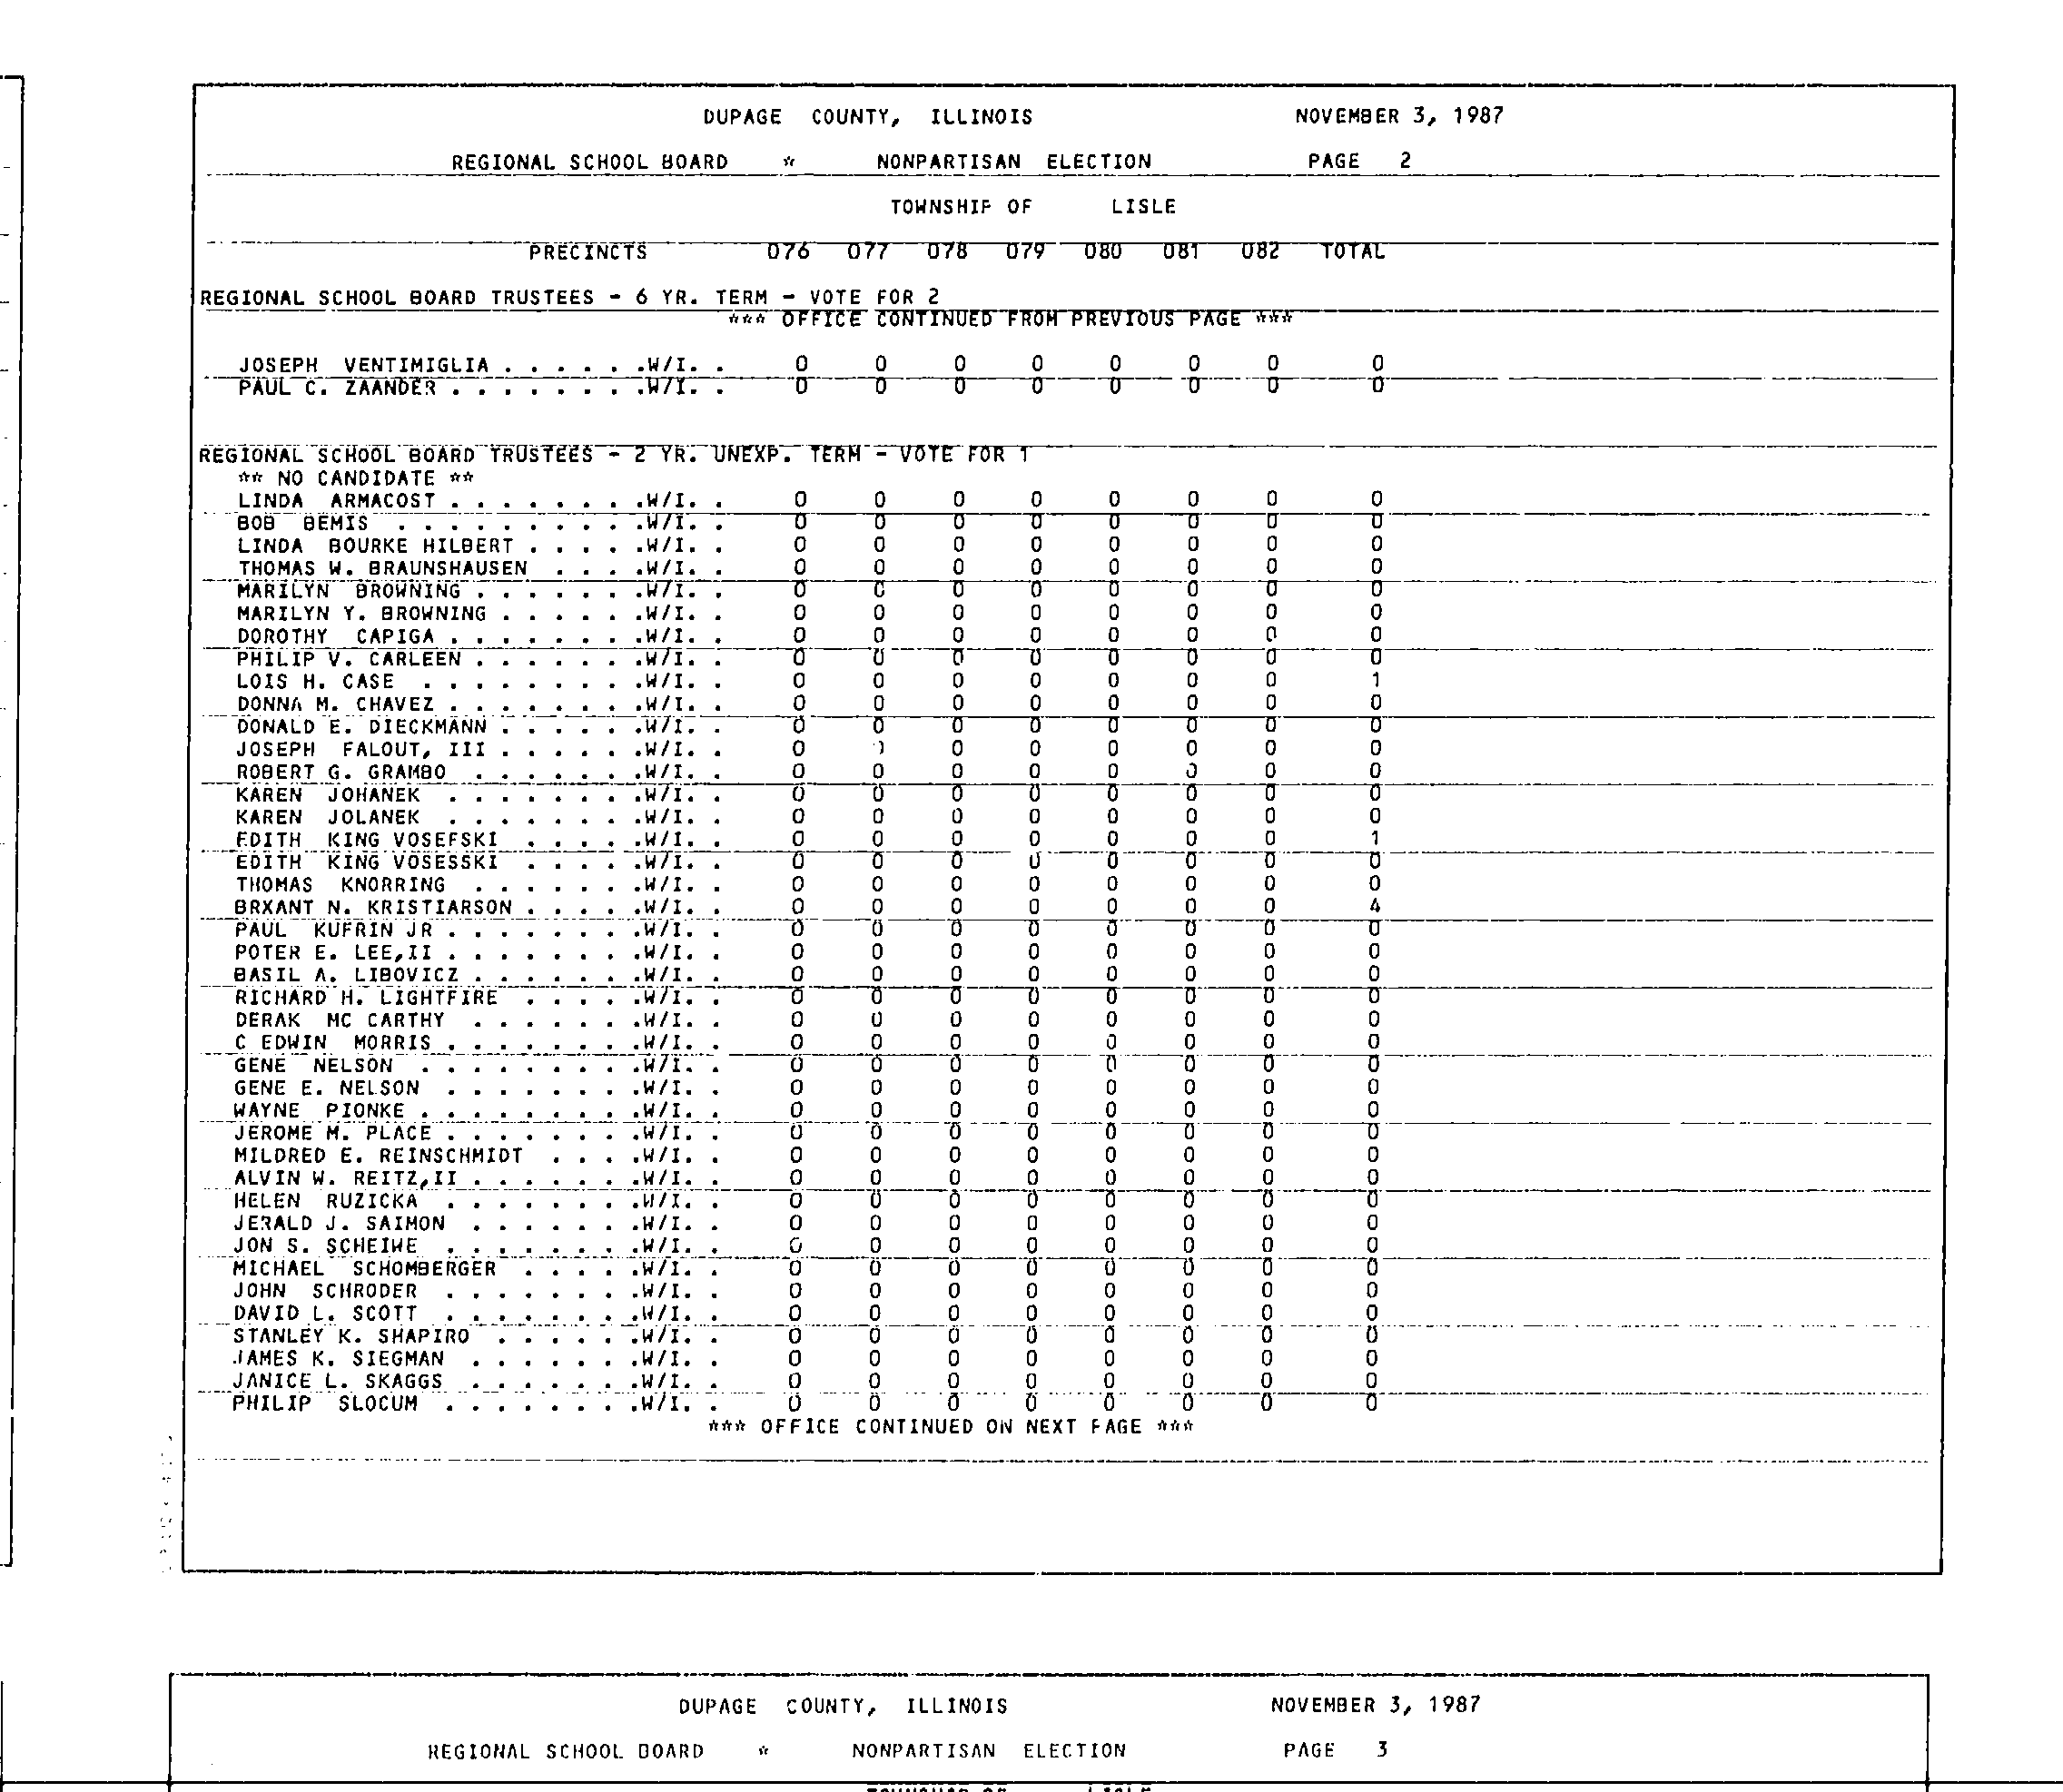 DUPAGE COUNTY, ILLINOIS NOVEMBER 3, 1987
REGIONAL SCHOOL BOARD * NONPARTISAN ELECTION PAGE 2
TOWNSHIP OF LISLE
PRECINCTS 076 077 078 079 080 081 082 TOTAL
REGIONAL SCHOOL BOARD TRUSTEES - 6 YR. TERM - VOTE FOR 2
*** OFFICE CONTINUED FROM PREVIOUS PAGE ***
JOSEPH VENTIMIGLIA . . . . . .W/I. . 0 0 0 0 0 0 0 0
PAUL C. ZAANDER . . . . . . . .W/I. . 0 0 0 0 0 0 0 0
REGIONAL SCHOOL BOARD TRUSTEES - 2 YR. UNEXP. TERM - VOTE FOR 1
** NO CANDIDATE **
LINDA ARMACOST . . . . . . . .W/I. . 0 0 0 0 0 0 0 0
BOB BEMIS . . . . . . . . . .W/I. . 0 0 0 0 0 0 0 0
LINDA BOURKE HILBERT . . . . .W/I. . 0 0 0 0 0 0 0 0
THOMAS W. BRAUNSHAUSEN . . . .W/I. . 0 0 0 0 0 0 0 0
MARILYN BROWNING . . . . . . .W/I. . 0 0 0 0 0 0 0 0
MARILYN Y. BROWNING . . . . . .W/I. . 0 0 0 0 0 0 0 0
DOROTHY CAPIGA . . . . . . . .W/I. . 0 0 0 0 0 0 0 0
PHILIP V. CARLEEN . . . . . . .W/I. . 0 0 0 0 0 0 0 0
LOIS H. CASE . . . . . . . . .W/I. . 0 0 0 0 0 0 0 1
DONNA M. CHAVEZ . . . . . . . .W/I. . 0 0 0 0 0 0 0 0
DONALD E. DIECKMANN . . . . . .W/I. . 0 0 0 0 0 0 0 0
JOSEPH FALOUT, III . . . . . .W/I. . 0 0 0 0 0 0 0 0
ROBERT G. GRAMBO . . . . . . .W/I. . 0 0 0 0 0 0 0 0
KAREN JOHANEK . . . . . . . .W/I. . 0 0 0 0 0 0 0 0
KAREN JOLANEK . . . . . . . .W/I. . 0 0 0 0 0 0 0 0
EDITH KING VOSEFSKI . . . . .W/I. . 0 0 0 0 0 0 0 1
EDITH KING VOSESSKI . . . . .W/I. . 0 0 0 0 0 0 0 0
THOMAS KNORRING . . . . . . .W/I. . 0 0 0 0 0 0 0 0
BRXANT N. KRISTIARSON . . . . .W/I. . 0 0 0 0 0 0 0 4
PAUL KUFRIN JR . . . . . . . .W/I. . 0 0 0 0 0 0 0 0
POTER E. LEE,II . . . . . . . .W/I. . 0 0 0 0 0 0 0 0
BASIL A. LIBOVICZ . . . . . . .W/I. . 0 0 0 0 0 0 0 0
RICHARD H. LIGHTFIRE . . . . .W/I. . 0 0 0 0 0 0 0 0
DERAK MC CARTHY . . . . . . .W/I. . 0 0 0 0 0 0 0 0
C EDWIN MORRIS . . . . . . . .W/I. . 0 0 0 0 0 0 0 0
GENE NELSON . . . . . . . . .W/I. . 0 0 0 0 0 0 0 0
GENE E. NELSON . . . . . . . .W/I. . 0 0 0 0 0 0 0 0
WAYNE PIONKE . . . . . . . . .W/I. . 0 0 0 0 0 0 0 0
JEROME M. PLACE . . . . . . . .W/I. . 0 0 0 0 0 0 0 0
MILDRED E. REINSCHMIDT . . . .W/I. . 0 0 0 0 0 0 0 0
ALVIN W. REITZ,II . . . . . . .W/I. . 0 0 0 0 0 0 0 0
HELEN RUZICKA . . . . . . . .W/I. . 0 0 0 0 0 0 0 0
JERALD J. SAIMON . . . . . . .W/I. . 0 0 0 0 0 0 0 0
JON S. SCHEIWE . . . . . . . .W/I. . 0 0 0 0 0 0 0 0
MICHAEL SCHOMBERGER . . . . .W/I. . 0 0 0 0 0 0 0 0
JOHN SCHRODER . . . . . . . .W/I. . 0 0 0 0 0 0 0 0
DAVID L. SCOTT . . . . . . . .W/I. . 0 0 0 0 0 0 0 0
STANLEY K. SHAPIRO . . . . . .W/I. . 0 0 0 0 0 0 0 0
JAMES K. SIEGMAN . . . . . . .W/I. . 0 0 0 0 0 0 0 0
JANICE L. SKAGGS . . . . . . .W/I. . 0 0 0 0 0 0 0 0
PHILIP SLOCUM . . . . . . . .W/I. . 0 0 0 0 0 0 0 0
*** OFFICE CONTINUED ON NEXT PAGE ***
DUPAGE COUNTY, ILLINOIS NOVEMBER 3, 1987
REGIONAL SCHOOL BOARD * NONPARTISAN ELECTION PAGE 3